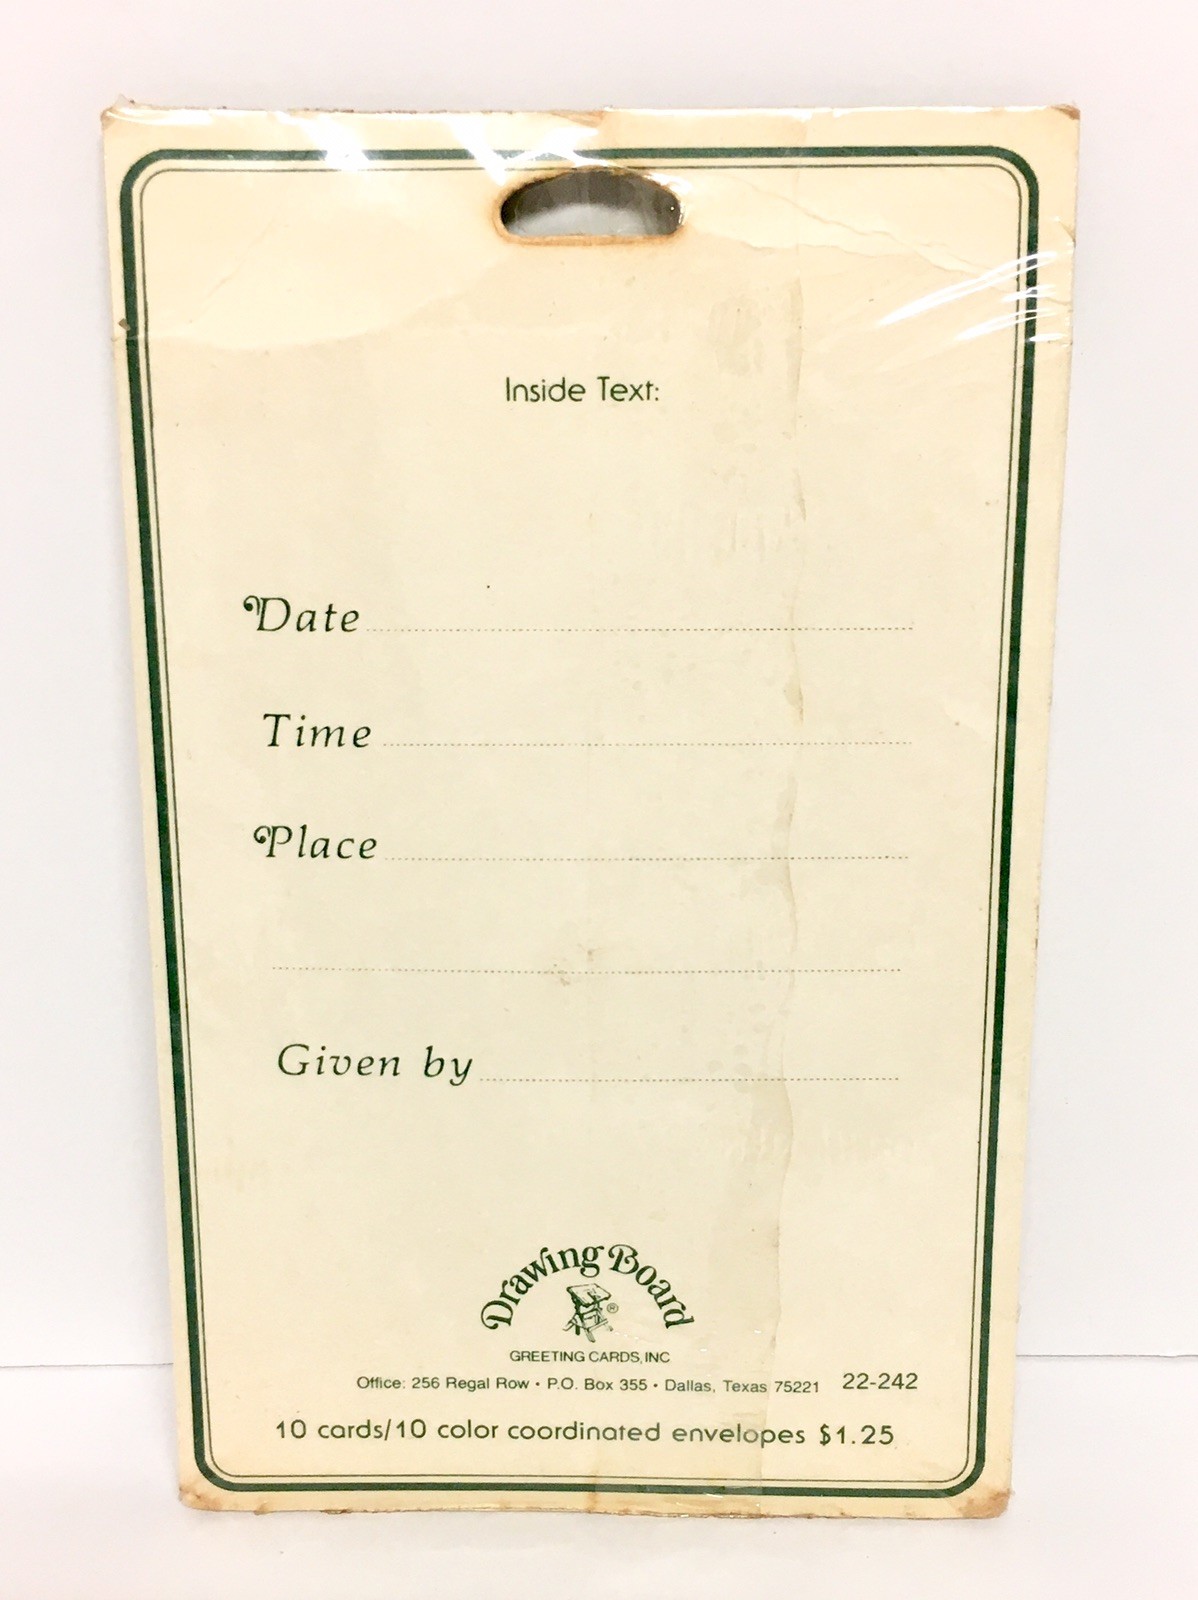 Inside Text:
Date
Time
Place
Given by
Drawing Board
®
GREETING CARDS, INC
Office: 256 Regal Row • P.O. Box 355 • Dallas, Texas 75221 22-242
10 cards/10 color coordinated envelopes $1.25